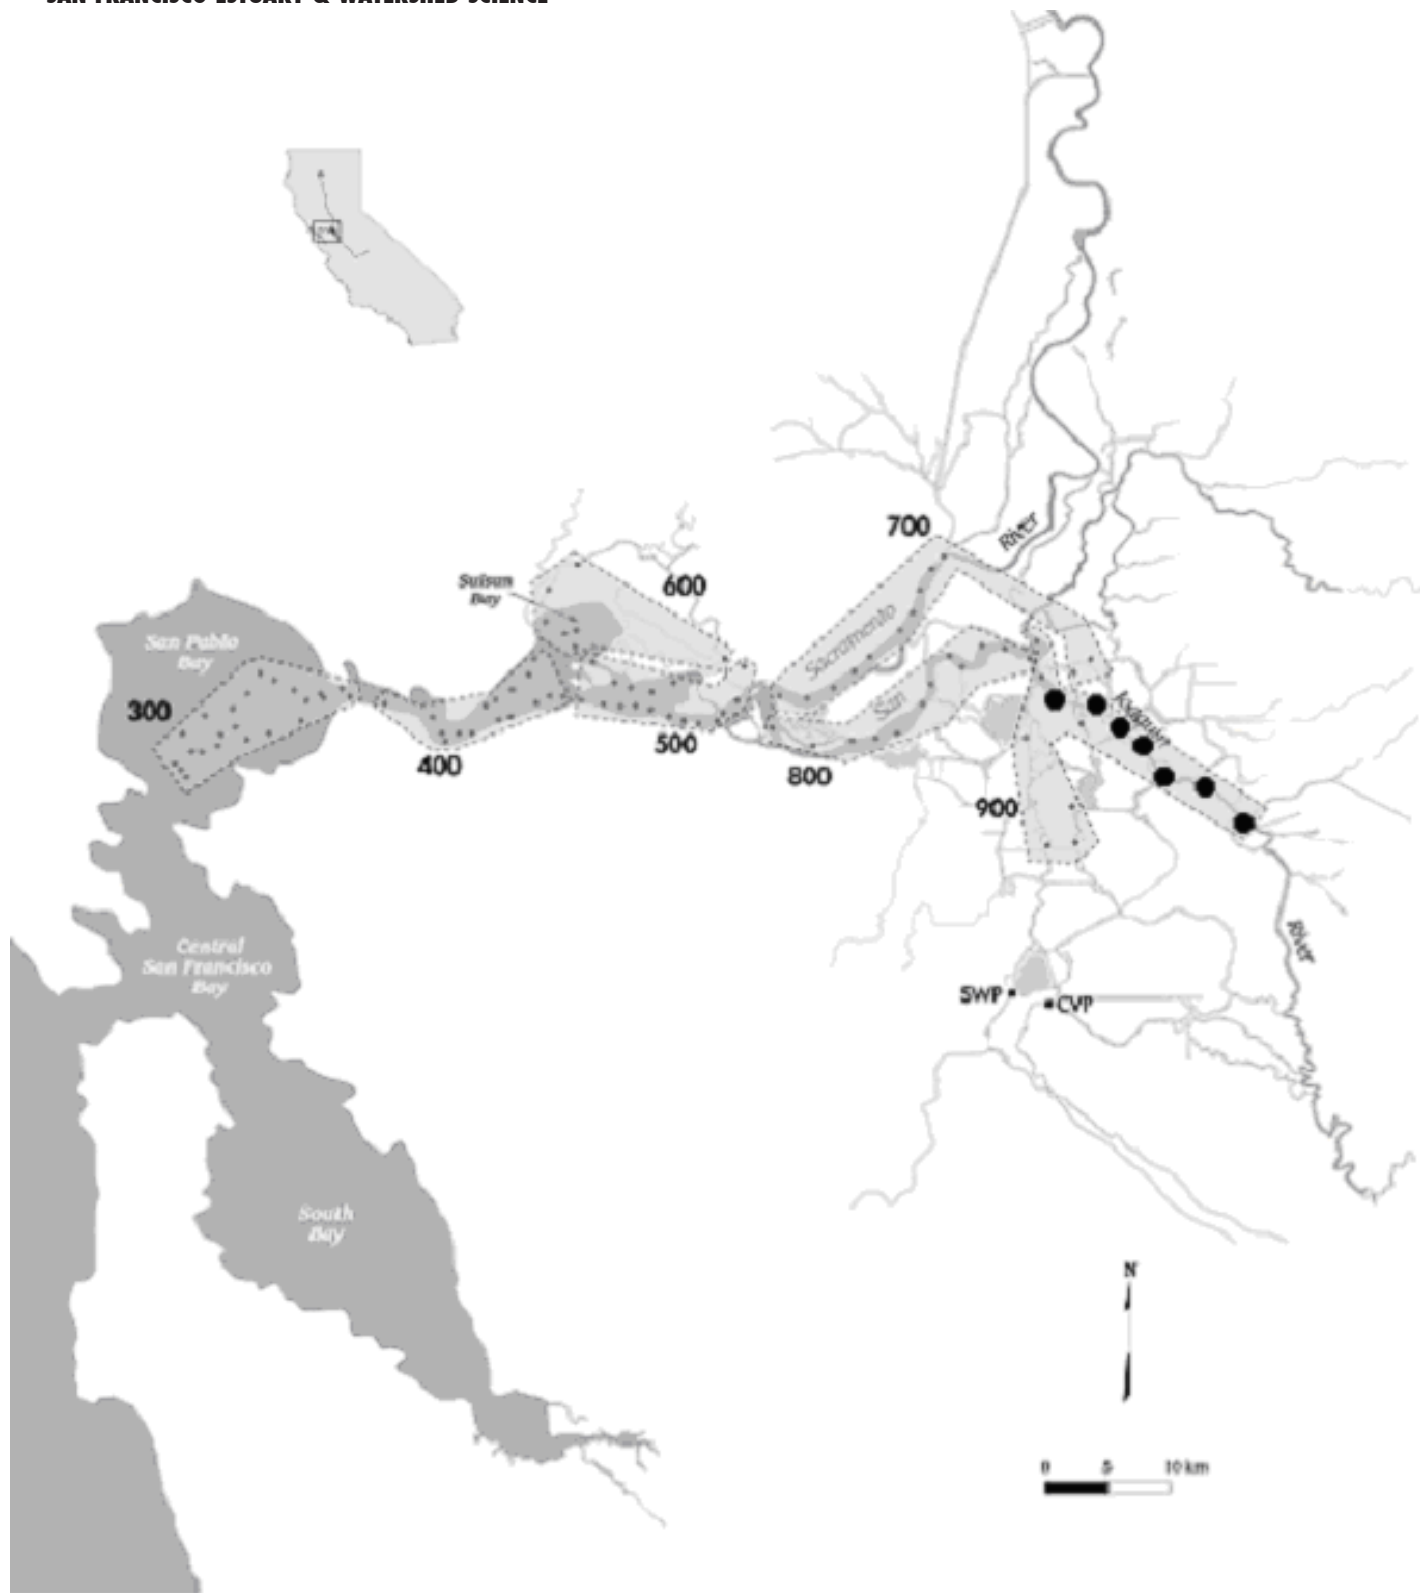 SAN FRANCISCO ESTUARY & WATERSHED SCIENCE
700
River
600
Suisun
Bay
Sacramento
San Pablo
Bay
300
San
Joaquin
500
400
800
900
River
Central
San Francisco
Bay
SWP
CVP
South
Bay
N
0 5 10 km